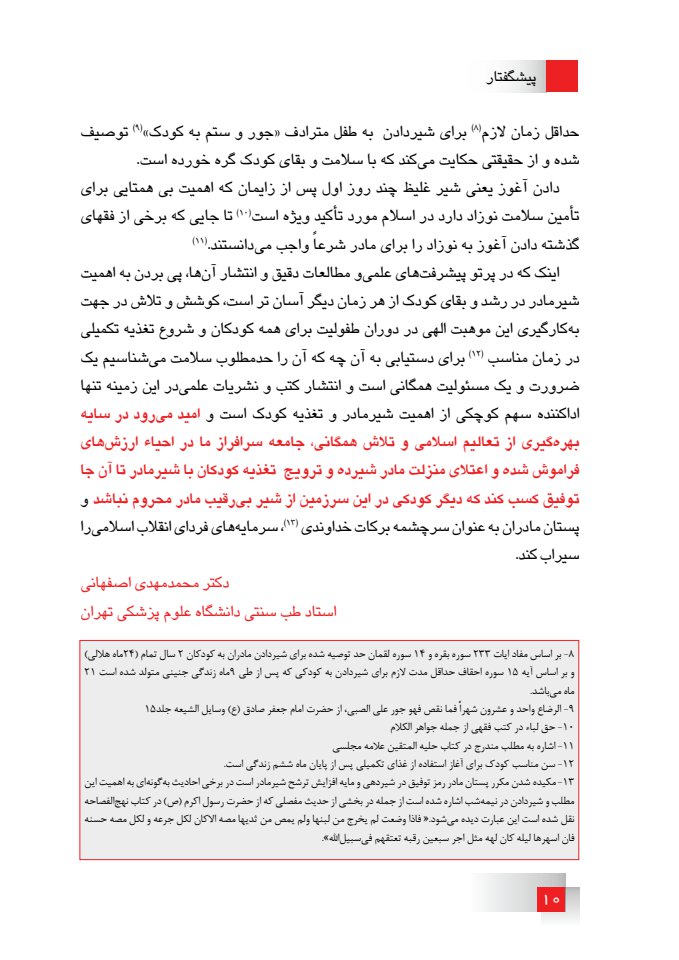 پیشگفتار
حداقل زمان لازم(۸) برای شیردادن به طفل مترادف «جور و ستم به کودک»(۹) توصیف
شده و از حقیقتی حکایت می‌کند که با سلامت و بقای کودک گره خورده است.
دادن آغوز یعنی شیر غلیظ چند روز اول پس از زایمان که اهمیت بی همتایی برای
تأمین سلامت نوزاد دارد در اسلام مورد تأکید ویژه است(۱۰) تا جایی که برخی از فقهای
گذشته دادن آغوز به نوزاد را برای مادر شرعاً واجب می‌دانستند.(۱۱)
اینک که در پرتو پیشرفت‌های علمی‌و مطالعات دقیق و انتشار آن‌ها، پی بردن به اهمیت
شیرمادر در رشد و بقای کودک از هر زمان دیگر آسان تر است، کوشش و تلاش در جهت
به‌کارگیری این موهبت الهی در دوران طفولیت برای همه کودکان و شروع تغذیه تکمیلی
در زمان مناسب (۱۲) برای دستیابی به آن چه که آن را حدمطلوب سلامت می‌شناسیم یک
ضرورت و یک مسئولیت همگانی است و انتشار کتب و نشریات علمی‌در این زمینه تنها
اداکننده سهم کوچکی از اهمیت شیرمادر و تغذیه کودک است و امید می‌رود در سایه
بهره‌گیری از تعالیم اسلامی و تلاش همگانی، جامعه سرافراز ما در احیاء ارزش‌های
فراموش شده و اعتلای منزلت مادر شیرده و ترویج تغذیه کودکان با شیرمادر تا آن جا
توفیق کسب کند که دیگر کودکی در این سرزمین از شیر بی‌رقیب مادر محروم نباشد و
پستان مادران به عنوان سرچشمه برکات خداوندی (۱۳)، سرمایه‌های فردای انقلاب اسلامی‌را
سیراب کند.
دکتر محمدمهدی اصفهانی
استاد طب سنتی دانشگاه علوم پزشکی تهران
۸- بر اساس مفاد ایات ۲۳۳ سوره بقره و ۱۴ سوره لقمان حد توصیه شده برای شیردادن مادران به کودکان ۲ سال تمام (۲۴ماه هلالی)
و بر اساس آیه ۱۵ سوره احقاف حداقل مدت لازم برای شیردادن به کودکی که پس از طی ۹ماه زندگی جنینی متولد شده است ۲۱
ماه می‌باشد.
۹- الرضاع واحد و عشرون شهراً فما نقص فهو جور علی الصبی، از حضرت امام جعفر صادق (ع) وسایل الشیعه جلد۱۵
۱۰- حق لباء در کتب فقهی از جمله جواهر الکلام
۱۱- اشاره به مطلب مندرج در کتاب حلیه المتقین علامه مجلسی
۱۲- سن مناسب کودک برای آغاز استفاده از غذای تکمیلی پس از پایان ماه ششم زندگی است.
۱۳- مکیده شدن مکرر پستان مادر رمز توفیق در شیردهی و مایه افزایش ترشح شیرمادر است در برخی احادیث به‌گونه‌ای به اهمیت این
مطلب و شیردادن در نیمه‌شب اشاره شده است از جمله در بخشی از حدیث مفصلی که از حضرت رسول اکرم (ص) در کتاب نهج‌الفصاحه
نقل شده است این عبارت دیده می‌شود.« فاذا وضعت لم یخرج من لبنها ولم یمص من ثدیها مصه الاکان لکل جرعه و لکل مصه حسنه
فان اسهرها لیله کان لهه مثل اجر سبعین رقبه تعتقهم فی‌سبیل‌الله».
۱۰